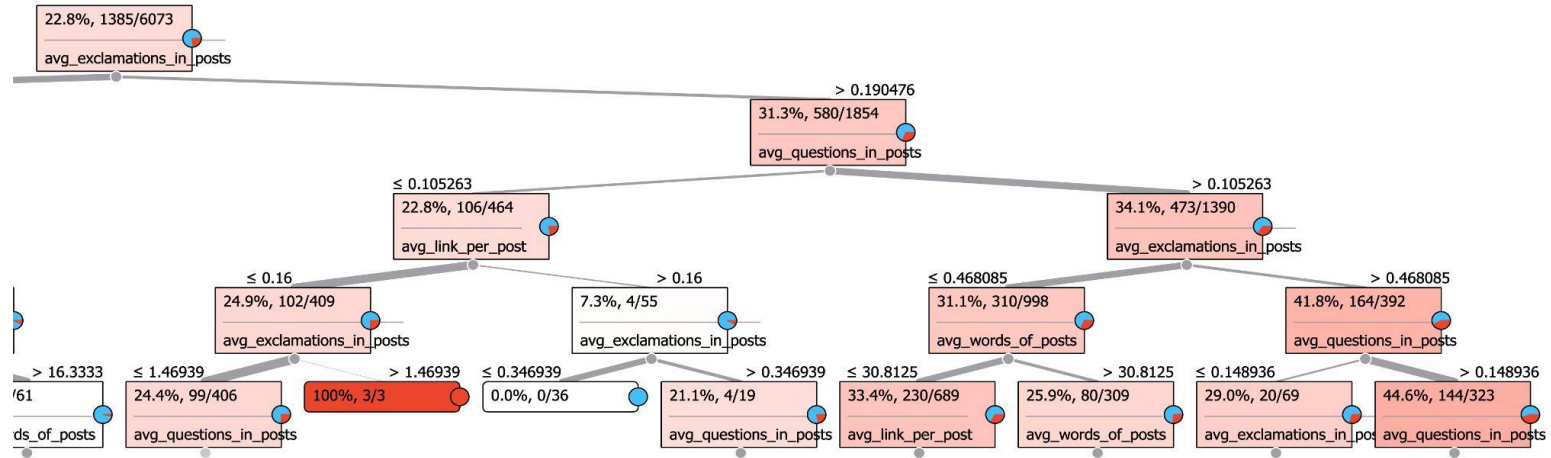 22.8%, 1385/6073
avg_exclamations_in_posts
> 0.190476
31.3%, 580/1854
avg_questions_in_posts
≤ 0.105263
> 0.105263
22.8%, 106/464
avg_link_per_post
34.1%, 473/1390
avg_exclamations_in_posts
≤ 0.16
> 0.16
≤ 0.468085
> 0.468085
24.9%, 102/409
avg_exclamations_in_posts
7.3%, 4/55
avg_exclamations_in_posts
31.1%, 310/998
avg_words_of_posts
41.8%, 164/392
avg_questions_in_posts
> 16.3333
≤ 1.46939
> 1.46939
≤ 0.346939
> 0.346939
≤ 30.8125
> 30.8125
≤ 0.148936
> 0.148936
/61
rds_of_posts
24.4%, 99/406
avg_questions_in_posts
100%, 3/3
0.0%, 0/36
21.1%, 4/19
avg_questions_in_posts
33.4%, 230/689
avg_link_per_post
25.9%, 80/309
avg_words_of_posts
29.0%, 20/69
avg_exclamations_in_pos
44.6%, 144/323
avg_questions_in_posts